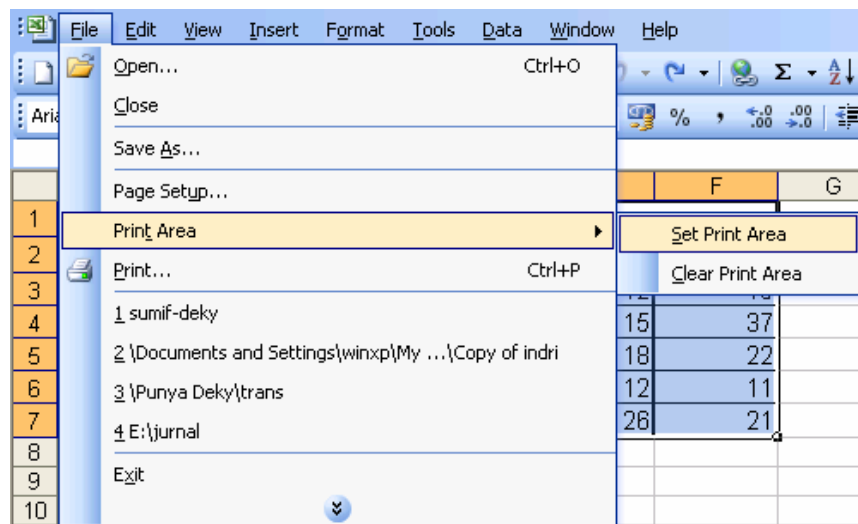 File Edit View Insert Format Tools Data Window Help
Open... Ctrl+O
Close
Save As...
Page Setup...
Print Area
Print... Ctrl+P
1 sumif-deky
2 \Documents and Settings\winxp\My ...\Copy of indri
3 \Punya Deky\trans
4 E:\jurnal
Exit
Set Print Area
Clear Print Area
Σ A Z
Aria % , .00 .00
F G
1
2
3
4 15 37
5 18 22
6 12 11
7 26 21
8
9
10